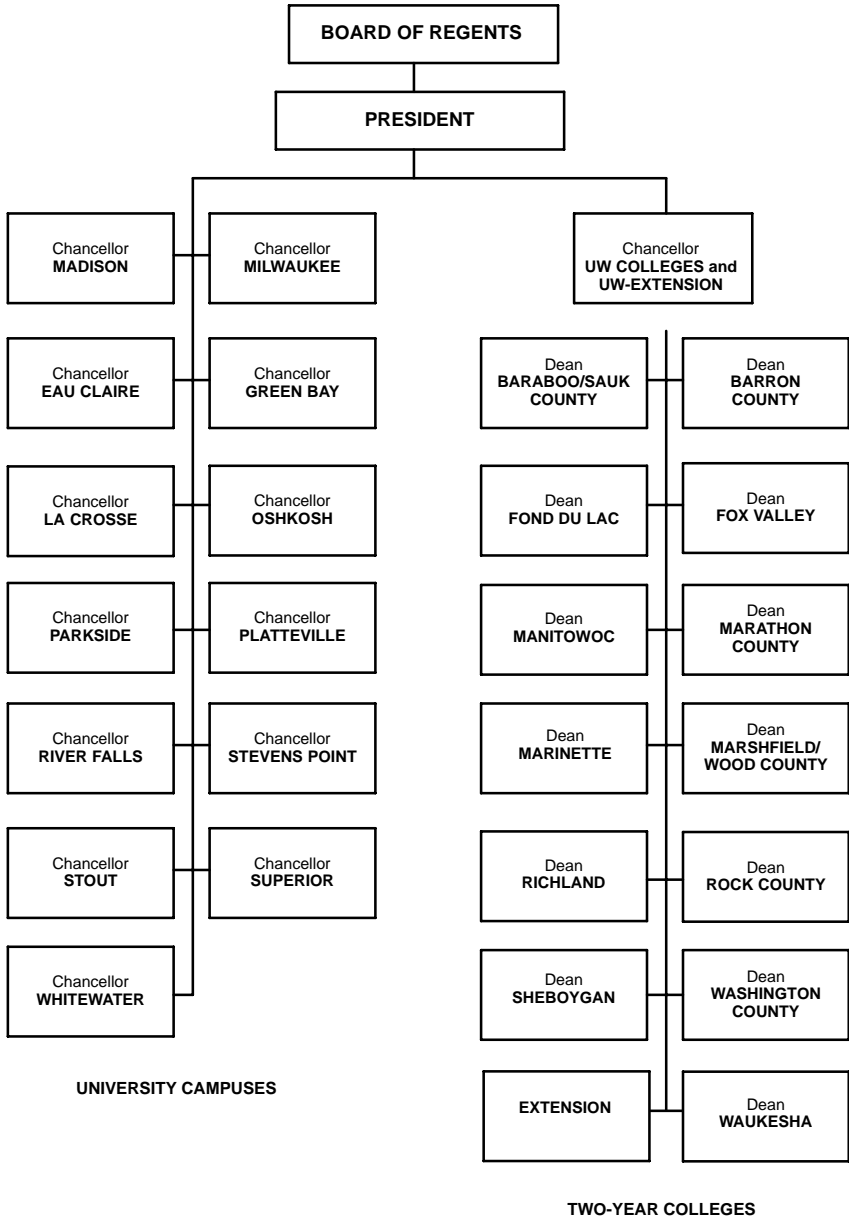 BOARD OF REGENTS
PRESIDENT
Chancellor
MADISON
Chancellor
MILWAUKEE
Chancellor
EAU CLAIRE
Chancellor
GREEN BAY
Chancellor
LA CROSSE
Chancellor
OSHKOSH
Chancellor
PARKSIDE
Chancellor
PLATTEVILLE
Chancellor
RIVER FALLS
Chancellor
STEVENS POINT
Chancellor
STOUT
Chancellor
SUPERIOR
Chancellor
WHITEWATER
UNIVERSITY CAMPUSES
Chancellor
UW COLLEGES and
UW-EXTENSION
Dean
BARABOO/SAUK
COUNTY
Dean
BARRON
COUNTY
Dean
FOND DU LAC
Dean
FOX VALLEY
Dean
MANITOWOC
Dean
MARATHON
COUNTY
Dean
MARINETTE
Dean
MARSHFIELD/
WOOD COUNTY
Dean
RICHLAND
Dean
ROCK COUNTY
Dean
SHEBOYGAN
Dean
WASHINGTON
COUNTY
EXTENSION
Dean
WAUKESHA
TWO-YEAR COLLEGES